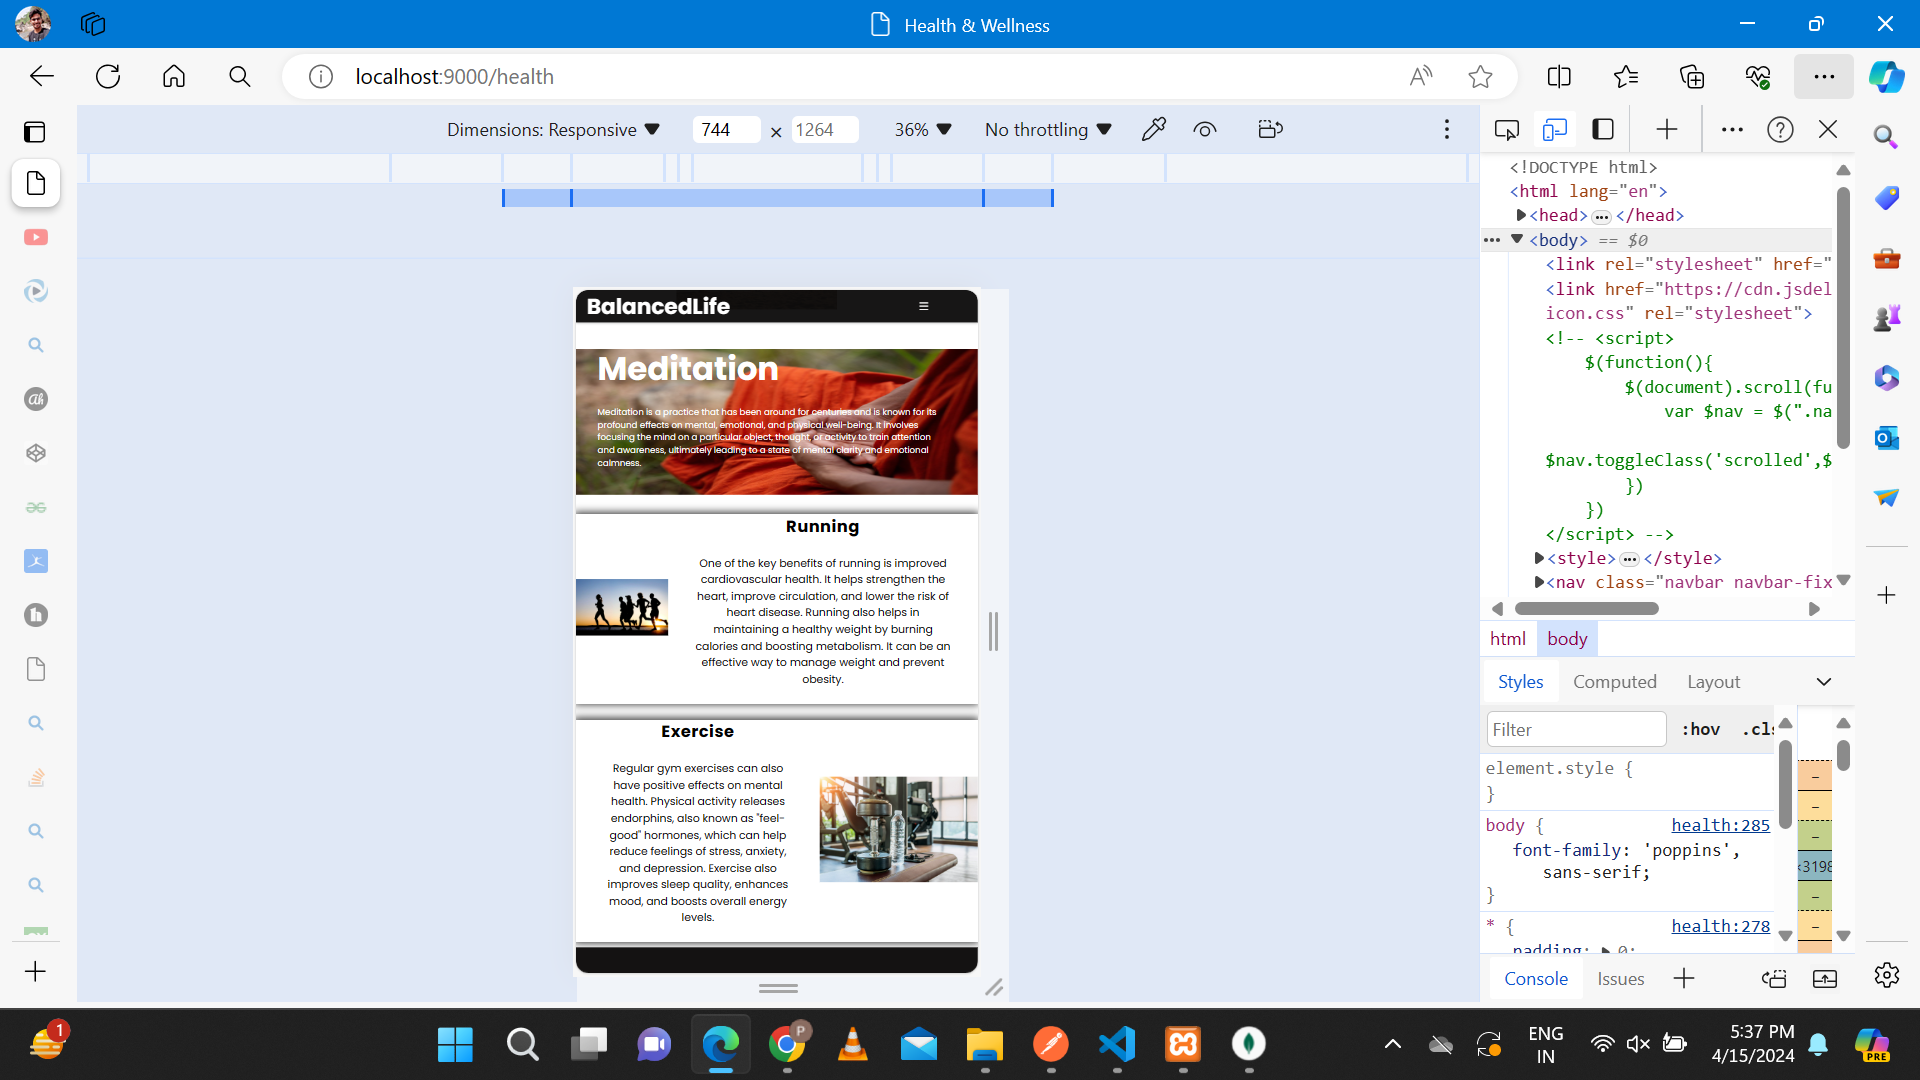 Health & Wellness
localhost:9000/health
Dimensions: Responsive
744 × 1264
36%
No throttling
<!DOCTYPE html>
<html lang="en">
<head> ••• </head>
••• <body> == $0
<link rel="stylesheet" href="
<link href="https://cdn.jsdel
icon.css" rel="stylesheet">
<!-- <script>
$(function(){
$(document).scroll(fu
var $nav = $(".na
$nav.toggleClass('scrolled',$
})
})
</script> -->
<style> ••• </style>
<nav class="navbar navbar-fix
html body
Styles Computed Layout
Filter :hov .cls
element.style {
}
body { health:285
font-family: 'poppins',
sans-serif;
}
* { health:278
padding: 0;
×3198
Console Issues
BalancedLife
Meditation
Meditation is a practice that has been around for centuries and is known for its
profound effects on mental, emotional, and physical well-being. It involves
focusing the mind on a particular object, thought, or activity to train attention
and awareness, ultimately leading to a state of mental clarity and emotional
calmness.
Running
One of the key benefits of running is improved
cardiovascular health. It helps strengthen the
heart, improve circulation, and lower the risk of
heart disease. Running also helps in
maintaining a healthy weight by burning
calories and boosting metabolism. It can be an
effective way to manage weight and prevent
obesity.
Exercise
Regular gym exercises can also
have positive effects on mental
health. Physical activity releases
endorphins, also known as "feel-
good" hormones, which can help
reduce feelings of stress, anxiety,
and depression. Exercise also
improves sleep quality, enhances
mood, and boosts overall energy
levels.
1
P
ENG
IN
5:37 PM
4/15/2024
PRE